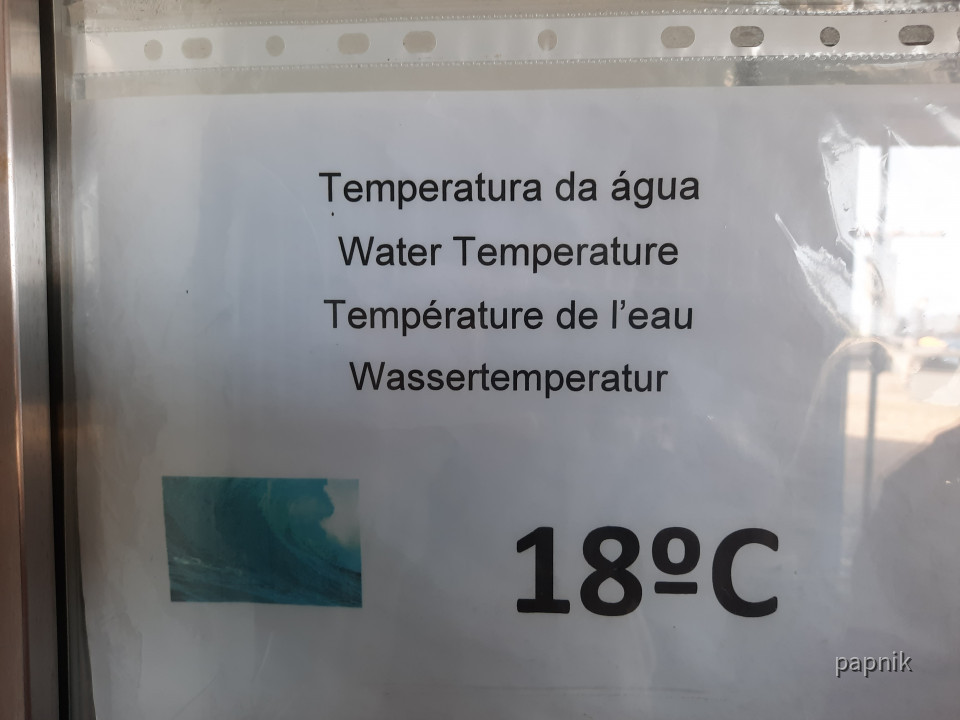 Temperatura da água
Water Temperature
Température de l’eau
Wassertemperatur
18ºC
papnik